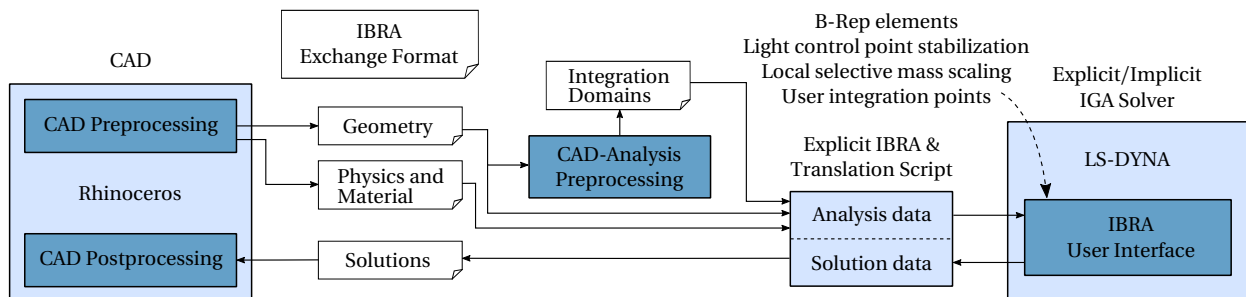 CAD
CAD Preprocessing
Rhinoceros
CAD Postprocessing
IBRA
Exchange Format
Geometry
Physics and
Material
Solutions
Integration
Domains
CAD-Analysis
Preprocessing
B-Rep elements
Light control point stabilization
Local selective mass scaling
User integration points
Explicit IBRA &
Translation Script
Analysis data
Solution data
Explicit/Implicit
IGA Solver
LS-DYNA
IBRA
User Interface